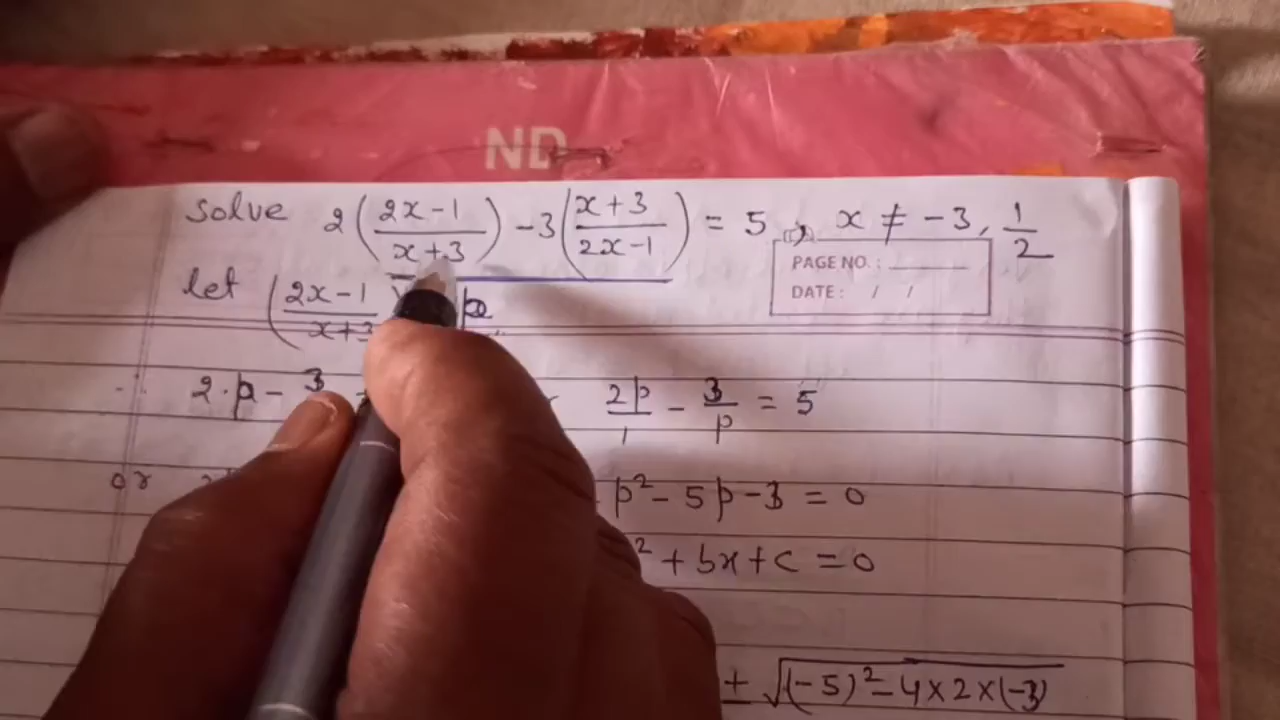 ND
Solve 2(2x-1/x+3) -3(x+3/2x-1) = 5, x ≠ -3, 1/2
PAGE NO. :
DATE : / /
let (2x-1/x+3 p
2·p - 3 2p/1 - 3/p = 5
or p² - 5p - 3 = 0
² + bx + c = 0
± √(-5)² - 4×2×(-3)